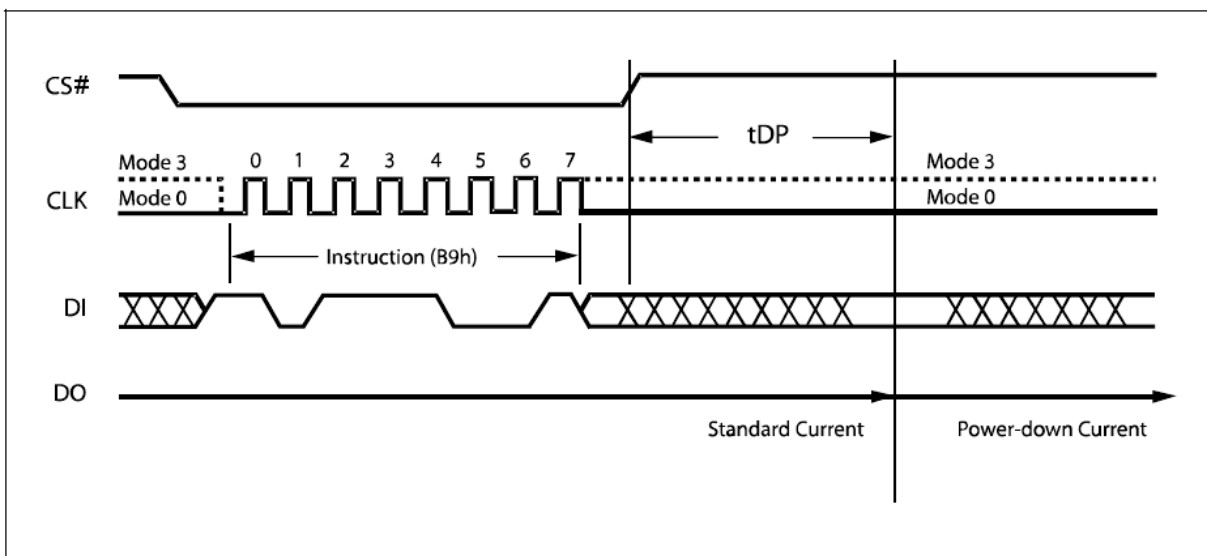 CS#
tDP
Mode 3 0 1 2 3 4 5 6 7 Mode 3
CLK Mode 0 Mode 0
Instruction (B9h)
DI
DO
Standard Current Power-down Current